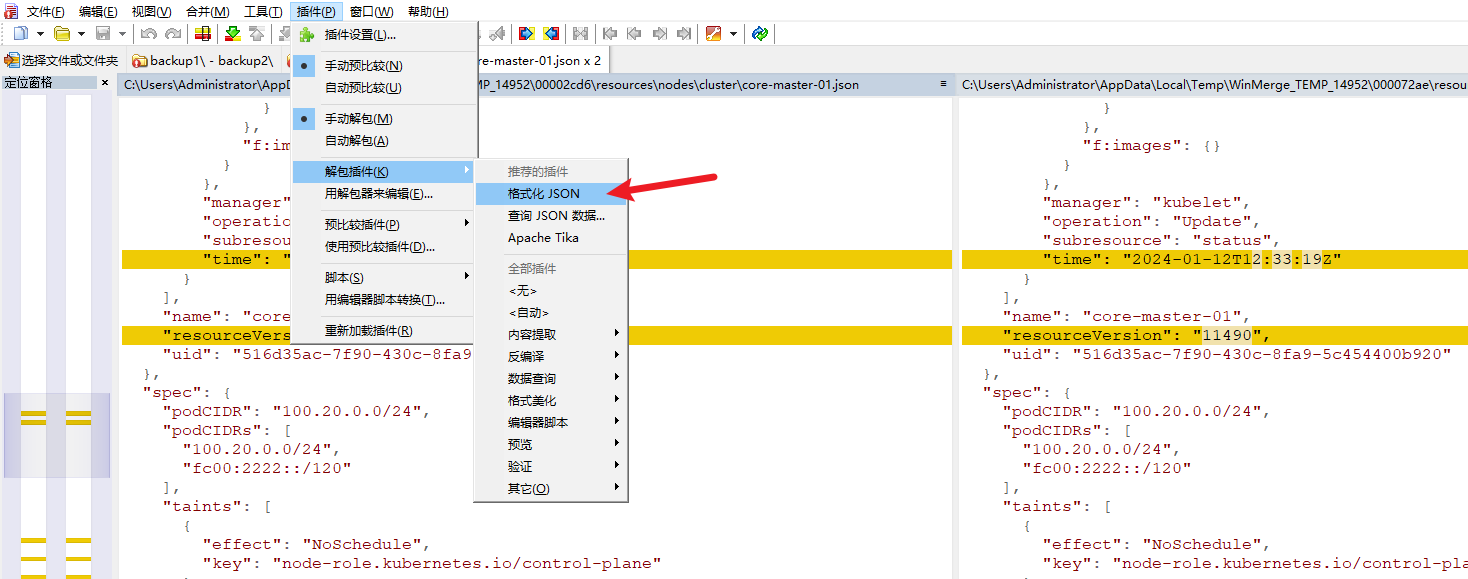 文件(F) 编辑(E) 视图(V) 合并(M) 工具(T) 插件(P) 窗口(W) 帮助(H)
选择文件或文件夹 backup1\ - backup2\ re-master-01.json x 2
定位窗格 ×
C:\Users\Administrator\AppD
MP_14952\00002cd6\resources\nodes\cluster\core-master-01.json
C:\Users\Administrator\AppData\Local\Temp\WinMerge_TEMP_14952\000072ae\resou
插件设置(L)...
手动预比较(N)
自动预比较(U)
手动解包(M)
自动解包(A)
解包插件(K)
用解包器来编辑(E)...
预比较插件(P)
使用预比较插件(D)...
脚本(S)
用编辑器脚本转换(T)...
重新加载插件(R)
推荐的插件
格式化 JSON
查询 JSON 数据...
Apache Tika
全部插件
<无>
<自动>
内容提取
反编译
数据查询
格式美化
编辑器脚本
预览
验证
其它(O)
}
},
"f:im
}
},
"manager"
"operatio
"subresou
"time": "
}
],
"name": "core
"resourceVers
"uid": "516d35ac-7f90-430c-8fa9
},
"spec": {
"podCIDR": "100.20.0.0/24",
"podCIDRs": [
"100.20.0.0/24",
"fc00:2222::/120"
],
"taints": [
{
"effect": "NoSchedule",
"key": "node-role.kubernetes.io/control-plane"
}
},
"f:images": {}
}
},
"manager": "kubelet",
"operation": "Update",
"subresource": "status",
"time": "2024-01-12T12:33:19Z"
}
],
"name": "core-master-01",
"resourceVersion": "11490",
"uid": "516d35ac-7f90-430c-8fa9-5c454400b920"
},
"spec": {
"podCIDR": "100.20.0.0/24",
"podCIDRs": [
"100.20.0.0/24",
"fc00:2222::/120"
],
"taints": [
{
"effect": "NoSchedule",
"key": "node-role.kubernetes.io/control-plan